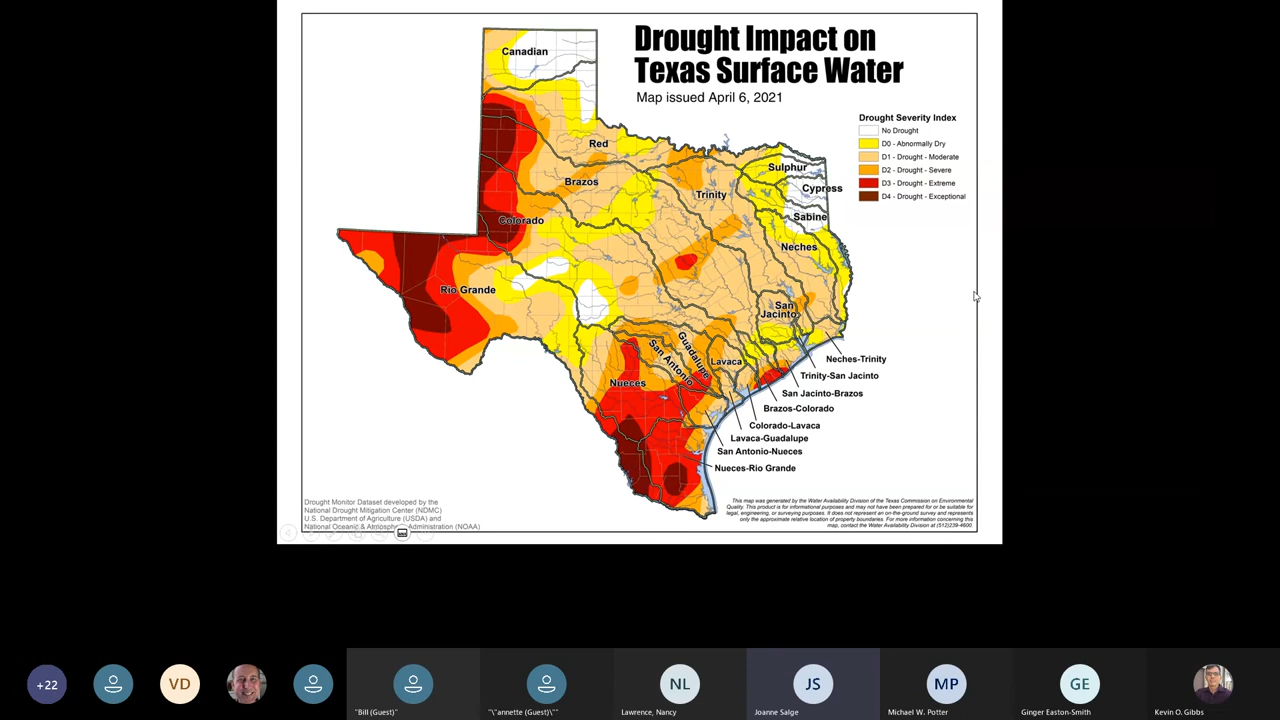 Drought Impact on
Texas Surface Water
Map issued April 6, 2021
Drought Severity Index
No Drought
D0 - Abnormally Dry
D1 - Drought - Moderate
D2 - Drought - Severe
D3 - Drought - Extreme
D4 - Drought - Exceptional
Canadian
Red
Brazos
Sulphur
Cypress
Trinity
Colorado
Sabine
Neches
Rio Grande
San
Jacinto
Guadalupe
San Antonio
Lavaca
Nueces
Neches-Trinity
Trinity-San Jacinto
San Jacinto-Brazos
Brazos-Colorado
Colorado-Lavaca
Lavaca-Guadalupe
San Antonio-Nueces
Nueces-Rio Grande
Drought Monitor Dataset developed by the
National Drought Mitigation Center (NDMC)
U.S. Department of Agriculture (USDA) and
National Oceanic & Atmospheric Administration (NOAA)
This map was generated by the Water Availability Division of the Texas Commission on Environmental
Quality. This product is for informational purposes and may not have been prepared for or be suitable for
legal, engineering, or surveying purposes. It does not represent an on-the-ground survey and represents
only the approximate relative location of property boundaries. For more information concerning this
map, contact the Water Availability Division at (512)239-4600.
+22
VD
NL
JS
MP
GE
"Bill (Guest)"
"\"annette (Guest)\""
Lawrence, Nancy
Joanne Salge
Michael W. Potter
Ginger Easton-Smith
Kevin O. Gibbs